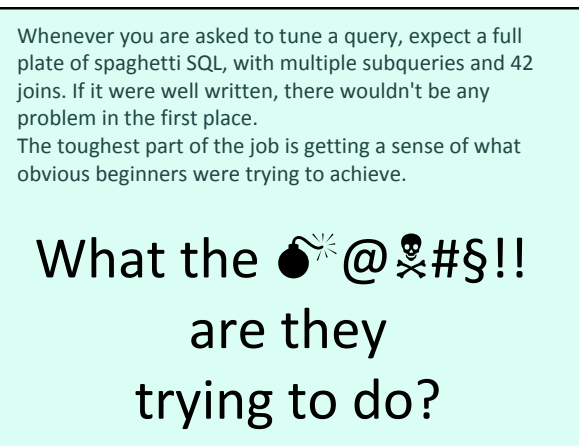 Whenever you are asked to tune a query, expect a full
plate of spaghetti SQL, with multiple subqueries and 42
joins. If it were well written, there wouldn't be any
problem in the first place.
The toughest part of the job is getting a sense of what
obvious beginners were trying to achieve.
What the 💣@☠#§!!
are they
trying to do?